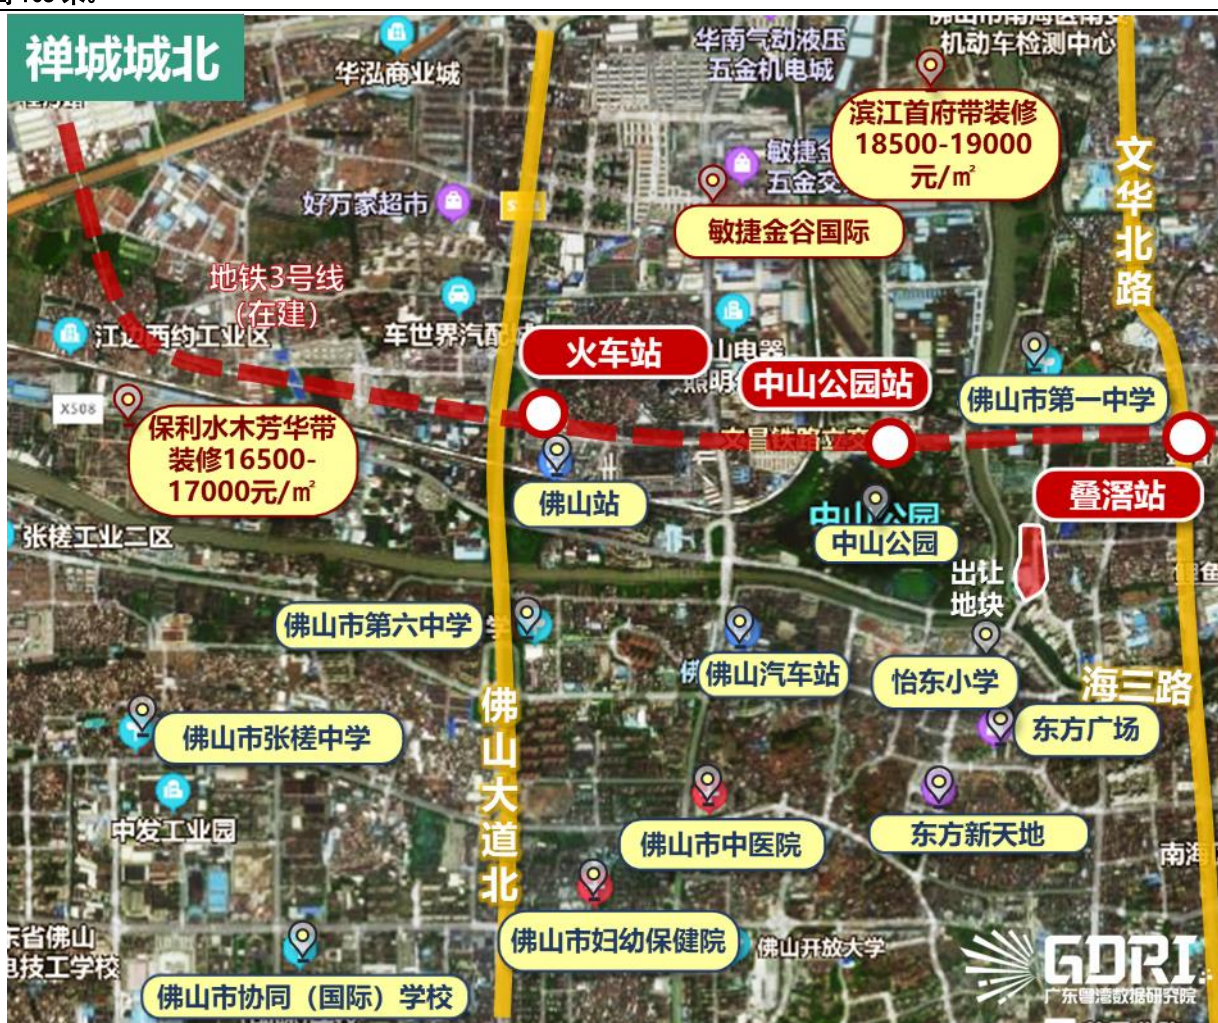 禅城城北
华泓商业城
华南气动液压
五金机电城
机动车检测中心
滨江首府带装修
18500-19000
元/㎡
文华北路
敏捷金
五金交
好万家超市
敏捷金谷国际
地铁3号线
（在建）
江边西约工业区
车世界汽配城
火车站
中山公园站
佛山市第一中学
X508
保利水木芳华带
装修16500-
17000元/㎡
文昌铁路立交
叠滘站
佛山站
中山公园
中山公园
张槎工业二区
出让
地块
佛山市第六中学
佛山汽车站
怡东小学
海三路
佛山市张槎中学
东方广场
佛山大道北
中发工业园
佛山市中医院
东方新天地
南海
佛山市妇幼保健院
佛山开放大学
东省佛山
电技工学校
佛山市协同（国际）学校
GDRI
广东粤湾数据研究院